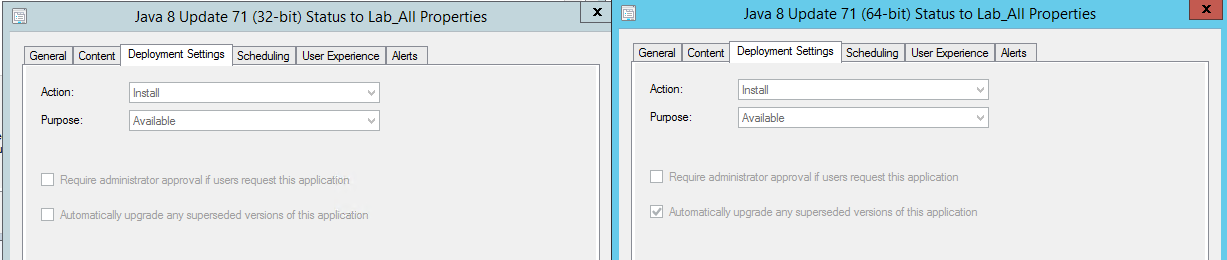 Java 8 Update 71 (32-bit) Status to Lab_All Properties
x
General Content Deployment Settings Scheduling User Experience Alerts
Action: Install
Purpose: Available
Require administrator approval if users request this application
Automatically upgrade any superseded versions of this application
Java 8 Update 71 (64-bit) Status to Lab_All Properties
x
General Content Deployment Settings Scheduling User Experience Alerts
Action: Install
Purpose: Available
Require administrator approval if users request this application
Automatically upgrade any superseded versions of this application